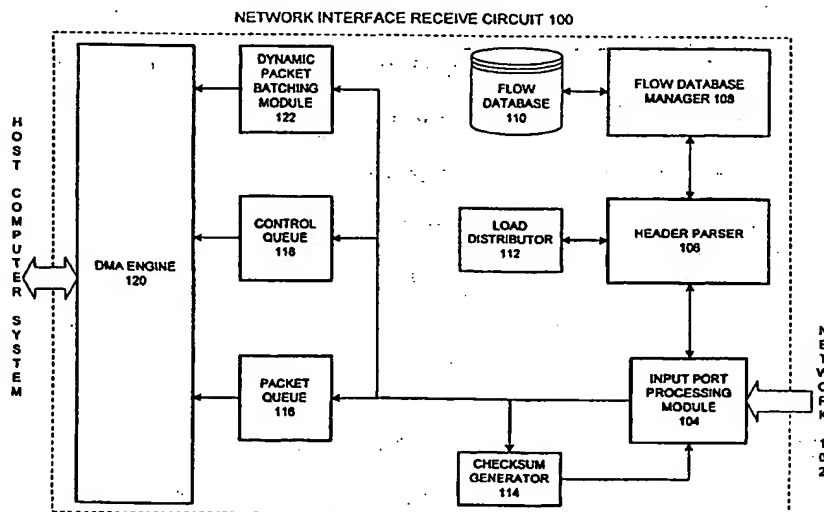 NETWORK INTERFACE RECEIVE CIRCUIT 100
HOST COMPUTER SYSTEM
DMA ENGINE
120
DYNAMIC
PACKET
BATCHING
MODULE
122
CONTROL
QUEUE
118
PACKET
QUEUE
116
FLOW
DATABASE
110
FLOW DATABASE
MANAGER 108
LOAD
DISTRIBUTOR
112
HEADER PARSER
106
INPUT PORT
PROCESSING
MODULE
104
CHECKSUM
GENERATOR
114
NETWORK 102